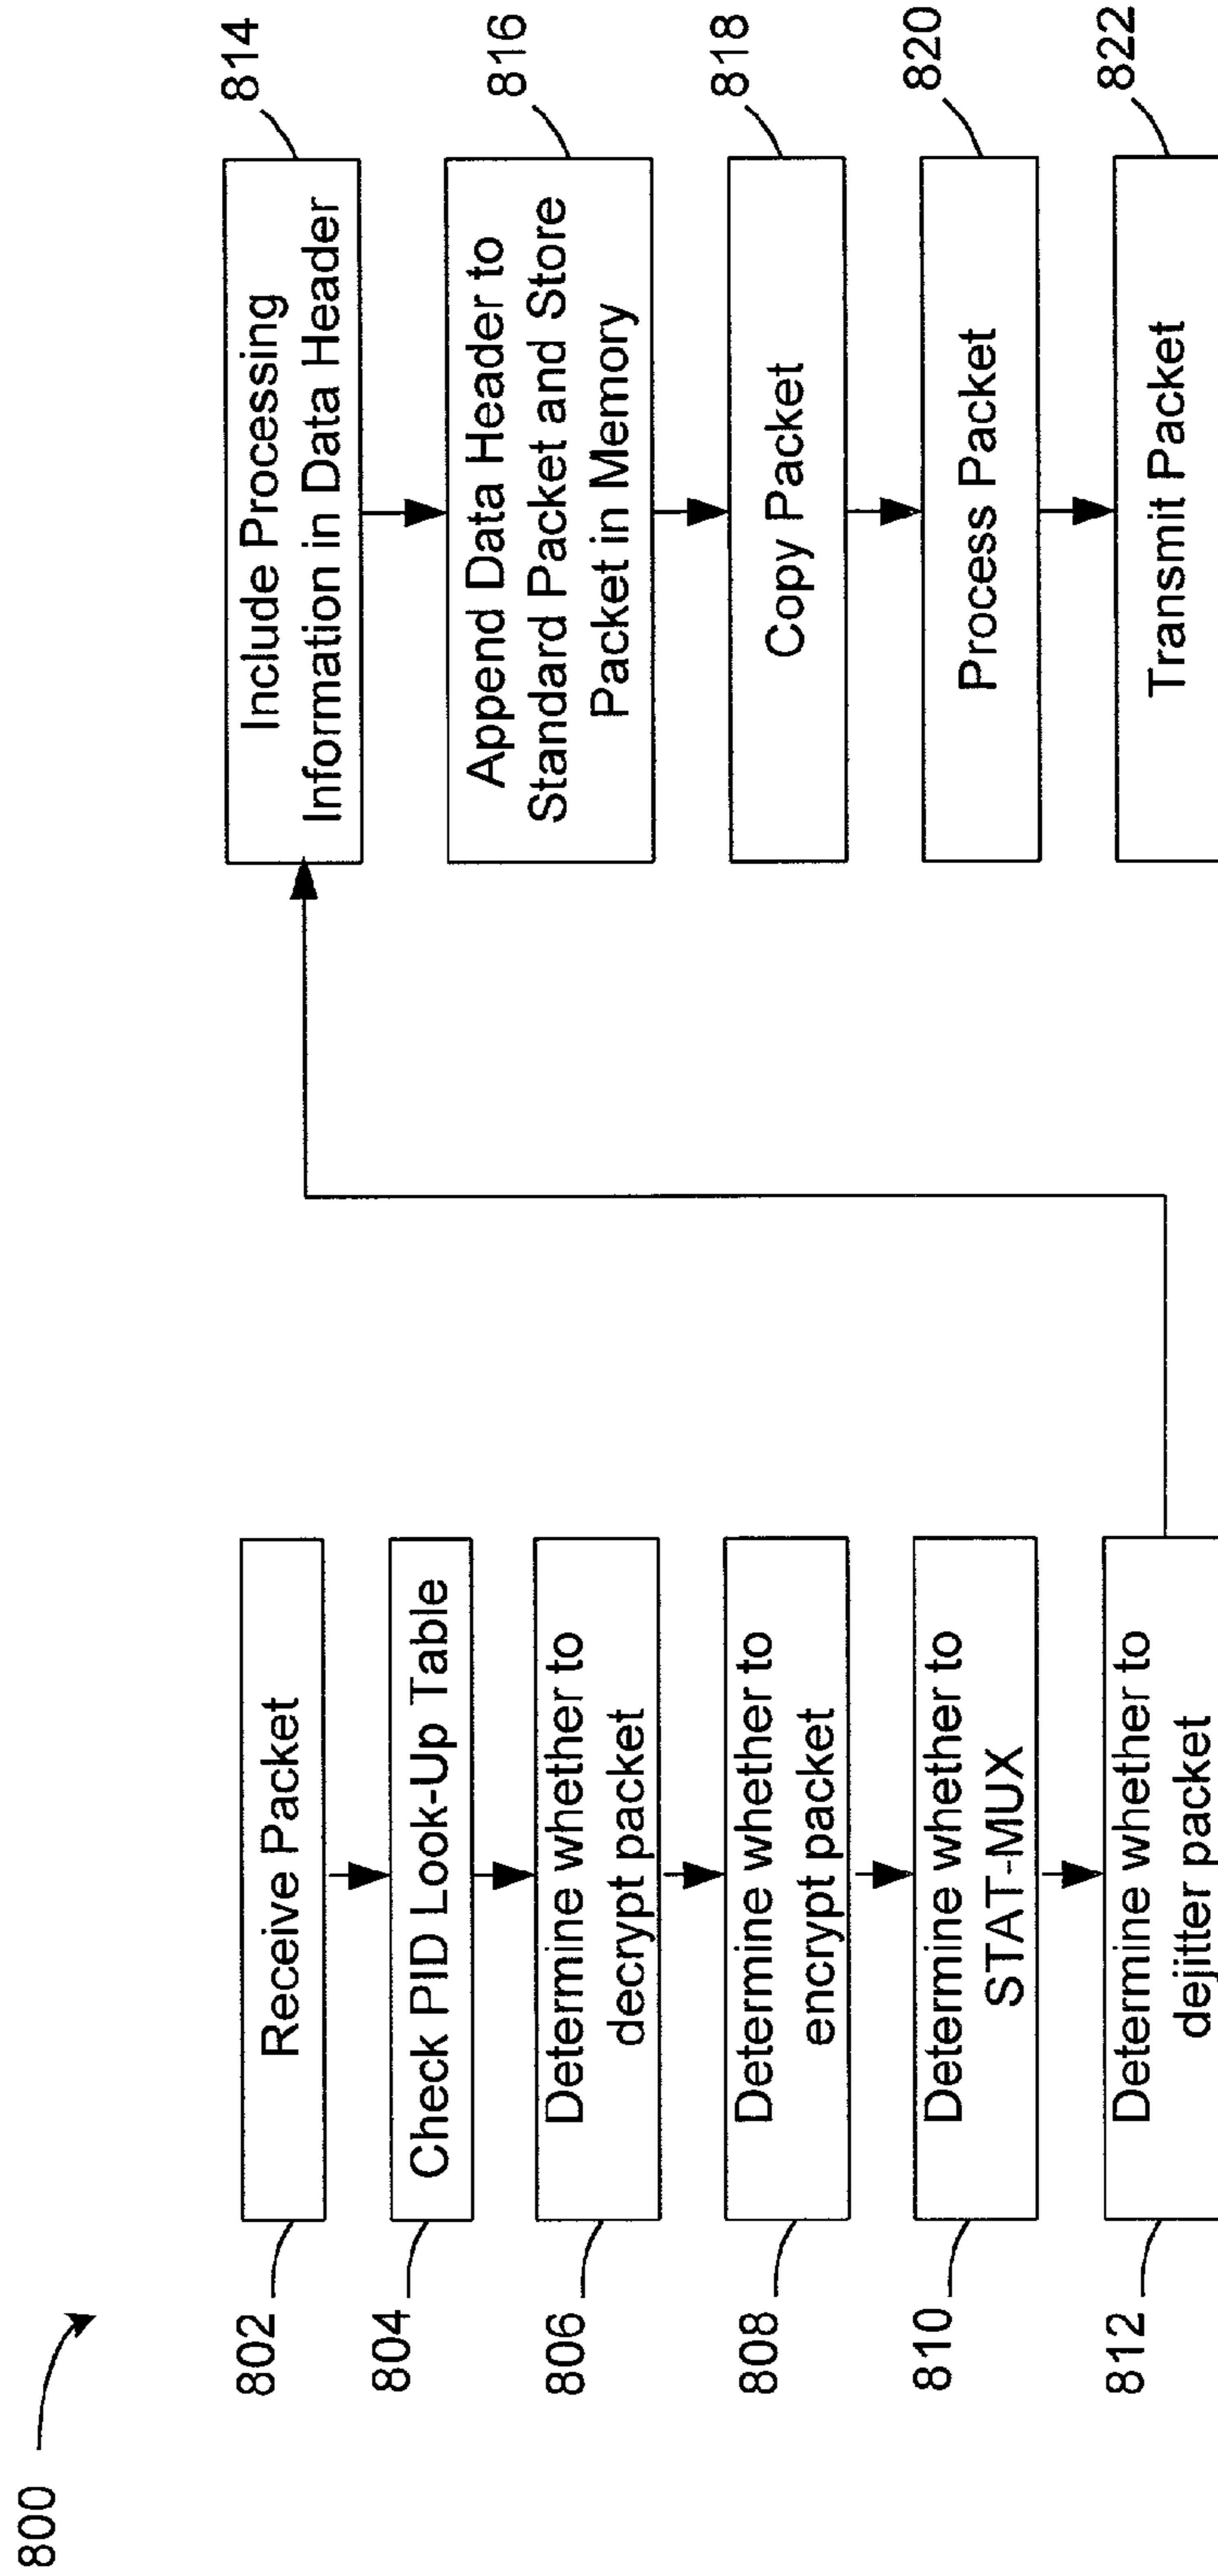 800
802
Receive Packet
804
Check PID Look-Up Table
806
Determine whether to
decrypt packet
808
Determine whether to
encrypt packet
810
Determine whether to
STAT-MUX
812
Determine whether to
dejitter packet
814
Include Processing
Information in Data Header
816
Append Data Header to
Standard Packet and Store
Packet in Memory
818
Copy Packet
820
Process Packet
822
Transmit Packet